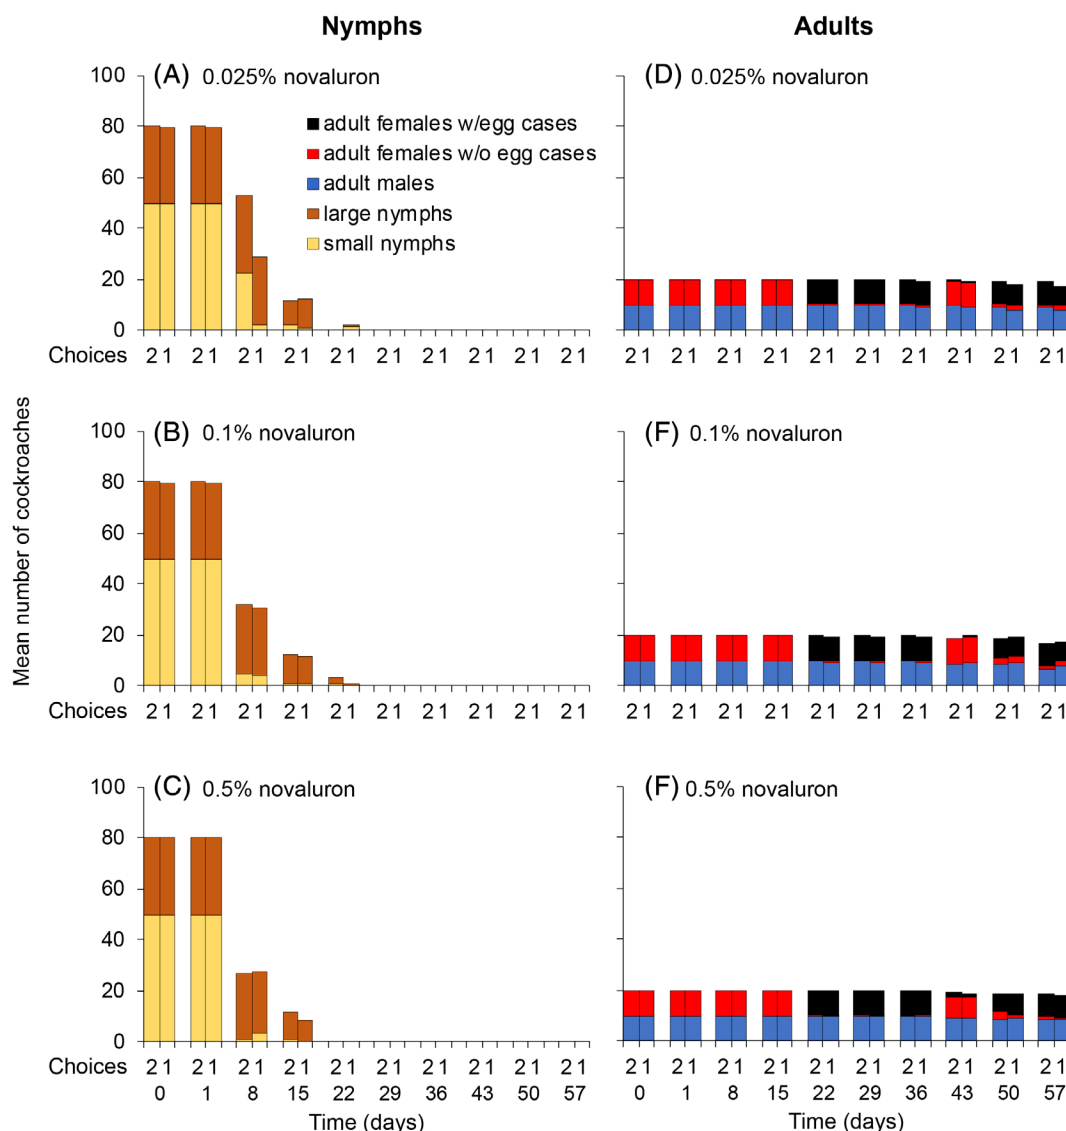 Nymphs
Adults
Mean number of cockroaches
(A) 0.025% novaluron
100
80
60
40
20
0
adult females w/egg cases
adult females w/o egg cases
adult males
large nymphs
small nymphs
Choices 2 1 2 1 2 1 2 1 2 1 2 1 2 1 2 1 2 1 2 1
(D) 0.025% novaluron
2 1 2 1 2 1 2 1 2 1 2 1 2 1 2 1 2 1 2 1
(B) 0.1% novaluron
100
80
60
40
20
0
Choices 2 1 2 1 2 1 2 1 2 1 2 1 2 1 2 1 2 1 2 1
(F) 0.1% novaluron
2 1 2 1 2 1 2 1 2 1 2 1 2 1 2 1 2 1 2 1
(C) 0.5% novaluron
100
80
60
40
20
0
Choices 2 1 2 1 2 1 2 1 2 1 2 1 2 1 2 1 2 1 2 1
0 1 8 15 22 29 36 43 50 57
Time (days)
(F) 0.5% novaluron
2 1 2 1 2 1 2 1 2 1 2 1 2 1 2 1 2 1 2 1
0 1 8 15 22 29 36 43 50 57
Time (days)